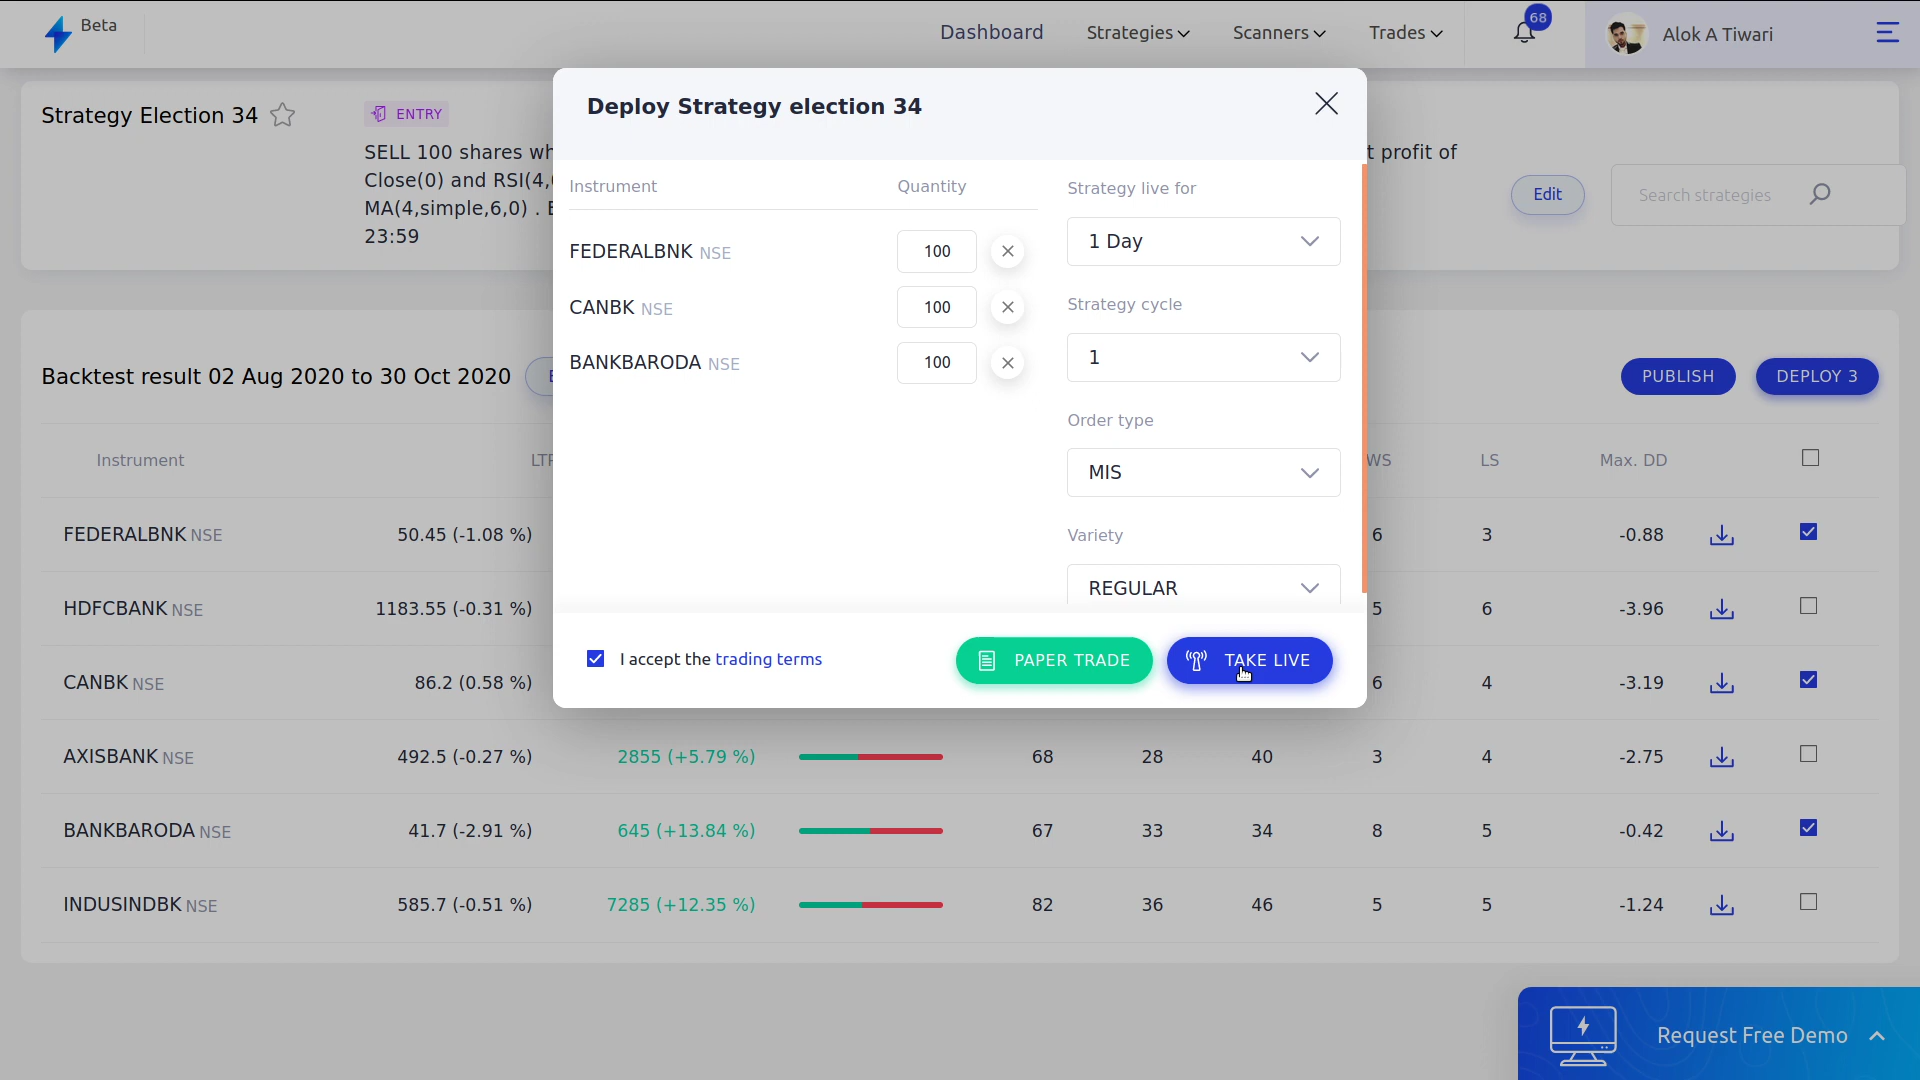 Beta
Dashboard
Strategies
Scanners
Trades
68
Alok A Tiwari
Strategy Election 34
ENTRY
SELL 100 shares
Close(0) and RSI(4,
MA(4,simple,6,0) .
23:59
t profit of
Edit
Search strategies
Deploy Strategy election 34
Instrument Quantity
FEDERALBNK NSE 100
CANBK NSE 100
BANKBARODA NSE 100
Strategy live for
1 Day
Strategy cycle
1
Order type
MIS
Variety
REGULAR
I accept the trading terms
PAPER TRADE
TAKE LIVE
Backtest result 02 Aug 2020 to 30 Oct 2020
PUBLISH
DEPLOY 3
Instrument WS LS Max. DD
FEDERALBNK NSE 50.45 (-1.08 %) 6 3 -0.88
HDFCBANK NSE 1183.55 (-0.31 %) 5 6 -3.96
CANBK NSE 86.2 (0.58 %) 6 4 -3.19
AXISBANK NSE 492.5 (-0.27 %) 2855 (+5.79 %) 68 28 40 3 4 -2.75
BANKBARODA NSE 41.7 (-2.91 %) 645 (+13.84 %) 67 33 34 8 5 -0.42
INDUSINDBK NSE 585.7 (-0.51 %) 7285 (+12.35 %) 82 36 46 5 5 -1.24
Request Free Demo